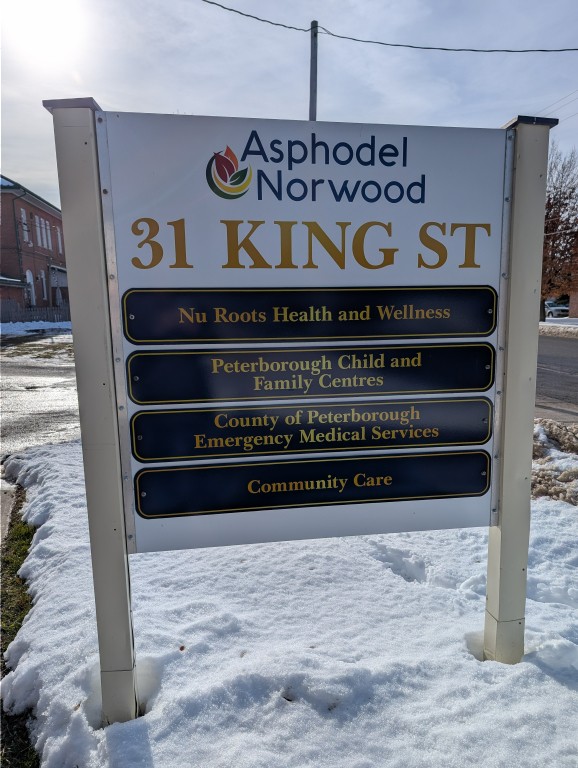 Asphodel
Norwood
31 KING ST
Nu Roots Health and Wellness
Peterborough Child and
Family Centres
County of Peterborough
Emergency Medical Services
Community Care